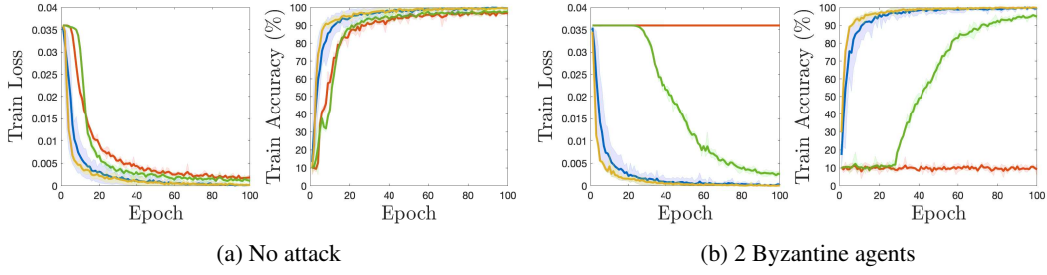 Train Loss
0.04
0.035
0.03
0.025
0.02
0.015
0.01
0.005
0
0 20 40 60 80 100
Epoch
Train Accuracy (%)
100
90
80
70
60
50
40
30
20
10
0
0 20 40 60 80 100
Epoch
(a) No attack
Train Loss
0.04
0.035
0.03
0.025
0.02
0.015
0.01
0.005
0
0 20 40 60 80 100
Epoch
Train Accuracy (%)
100
90
80
70
60
50
40
30
20
10
0
0 20 40 60 80 100
Epoch
(b) 2 Byzantine agents